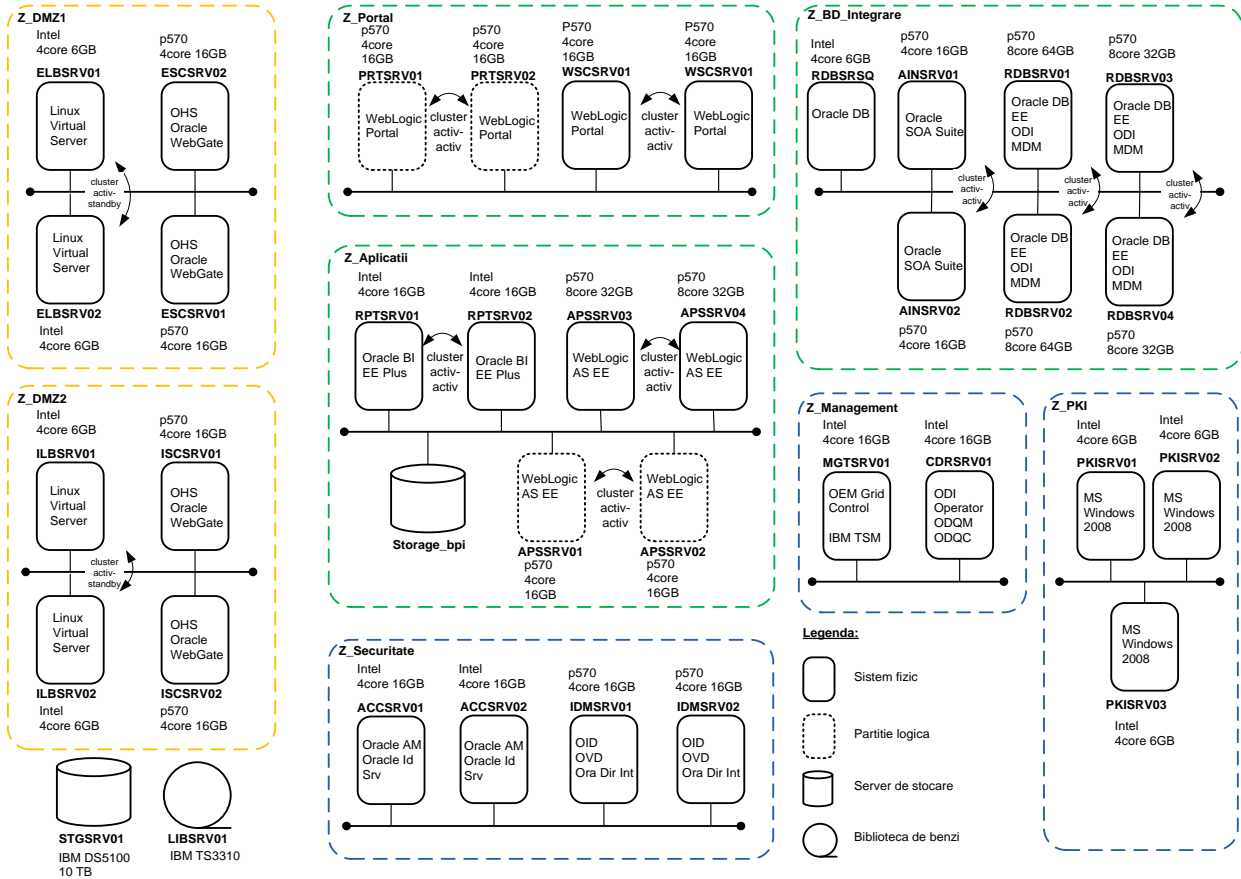 Z_DMZ1
Intel
4core 6GB
p570
4core 16GB
ELBSRV01
ESCSRV02
Linux
Virtual
Server
OHS
Oracle
WebGate
cluster
activ-
standby
Linux
Virtual
Server
OHS
Oracle
WebGate
ELBSRV02
ESCSRV01
Intel
4core 6GB
p570
4core 16GB
Z_DMZ2
Intel
4core 6GB
p570
4core 16GB
ILBSRV01
ISCSRV01
Linux
Virtual
Server
OHS
Oracle
WebGate
cluster
activ-
standby
Linux
Virtual
Server
OHS
Oracle
WebGate
ILBSRV02
ISCSRV02
Intel
4core 6GB
p570
4core 16GB
STGSRV01
IBM DS5100
10 TB
LIBSRV01
IBM TS3310
Z_Portal
p570
4core
16GB
p570
4core
16GB
P570
4core
16GB
p570
4core
16GB
PRTSRV01
PRTSRV02
WSCSRV01
WSCSRV01
WebLogic
Portal
cluster
activ-
activ
WebLogic
Portal
WebLogic
Portal
cluster
activ-
activ
WebLogic
Portal
Z_Aplicatii
Intel
4core 16GB
Intel
4core 16GB
p570
8core 32GB
p570
8core 32GB
RPTSRV01
RPTSRV02
APSSRV03
APSSRV04
Oracle BI
EE Plus
cluster
activ-
activ
Oracle BI
EE Plus
WebLogic
AS EE
cluster
activ-
activ
WebLogic
AS EE
Storage_bpi
WebLogic
AS EE
cluster
activ-
activ
WebLogic
AS EE
APSSRV01
APSSRV02
p570
4core
16GB
p570
4core
16GB
Z_Securitate
Intel
4core 16GB
Intel
4core 16GB
p570
4core 16GB
p570
4core 16GB
ACCSRV01
ACCSRV02
IDMSRV01
IDMSRV02
Oracle AM
Oracle Id
Srv
Oracle AM
Oracle Id
Srv
OID
OVD
Ora Dir Int
OID
OVD
Ora Dir Int
Z_BD_Integrare
Intel
4core 6GB
p570
4core 16GB
p570
8core 64GB
p570
8core 32GB
RDBSRSQ
AINSRV01
RDBSRV01
RDBSRV03
Oracle DB
Oracle
SOA Suite
Oracle DB
EE
ODI
MDM
Oracle DB
EE
ODI
MDM
cluster
activ-
activ
cluster
activ-
activ
cluster
activ-
activ
Oracle
SOA Suite
Oracle DB
EE
ODI
MDM
Oracle DB
EE
ODI
MDM
AINSRV02
RDBSRV02
RDBSRV04
p570
4core 16GB
p570
8core 64GB
p570
8core 32GB
Z_Management
Intel
4core 16GB
Intel
4core 16GB
MGTSRV01
CDRSRV01
OEM Grid
Control
IBM TSM
ODI
Operator
ODQM
ODQC
Z_PKI
Intel
4core 6GB
Intel
4core 6GB
PKISRV01
PKISRV02
MS
Windows
2008
MS
Windows
2008
MS
Windows
2008
PKISRV03
Intel
4core 6GB
Legenda:
Sistem fizic
Partitie logica
Server de stocare
Biblioteca de benzi